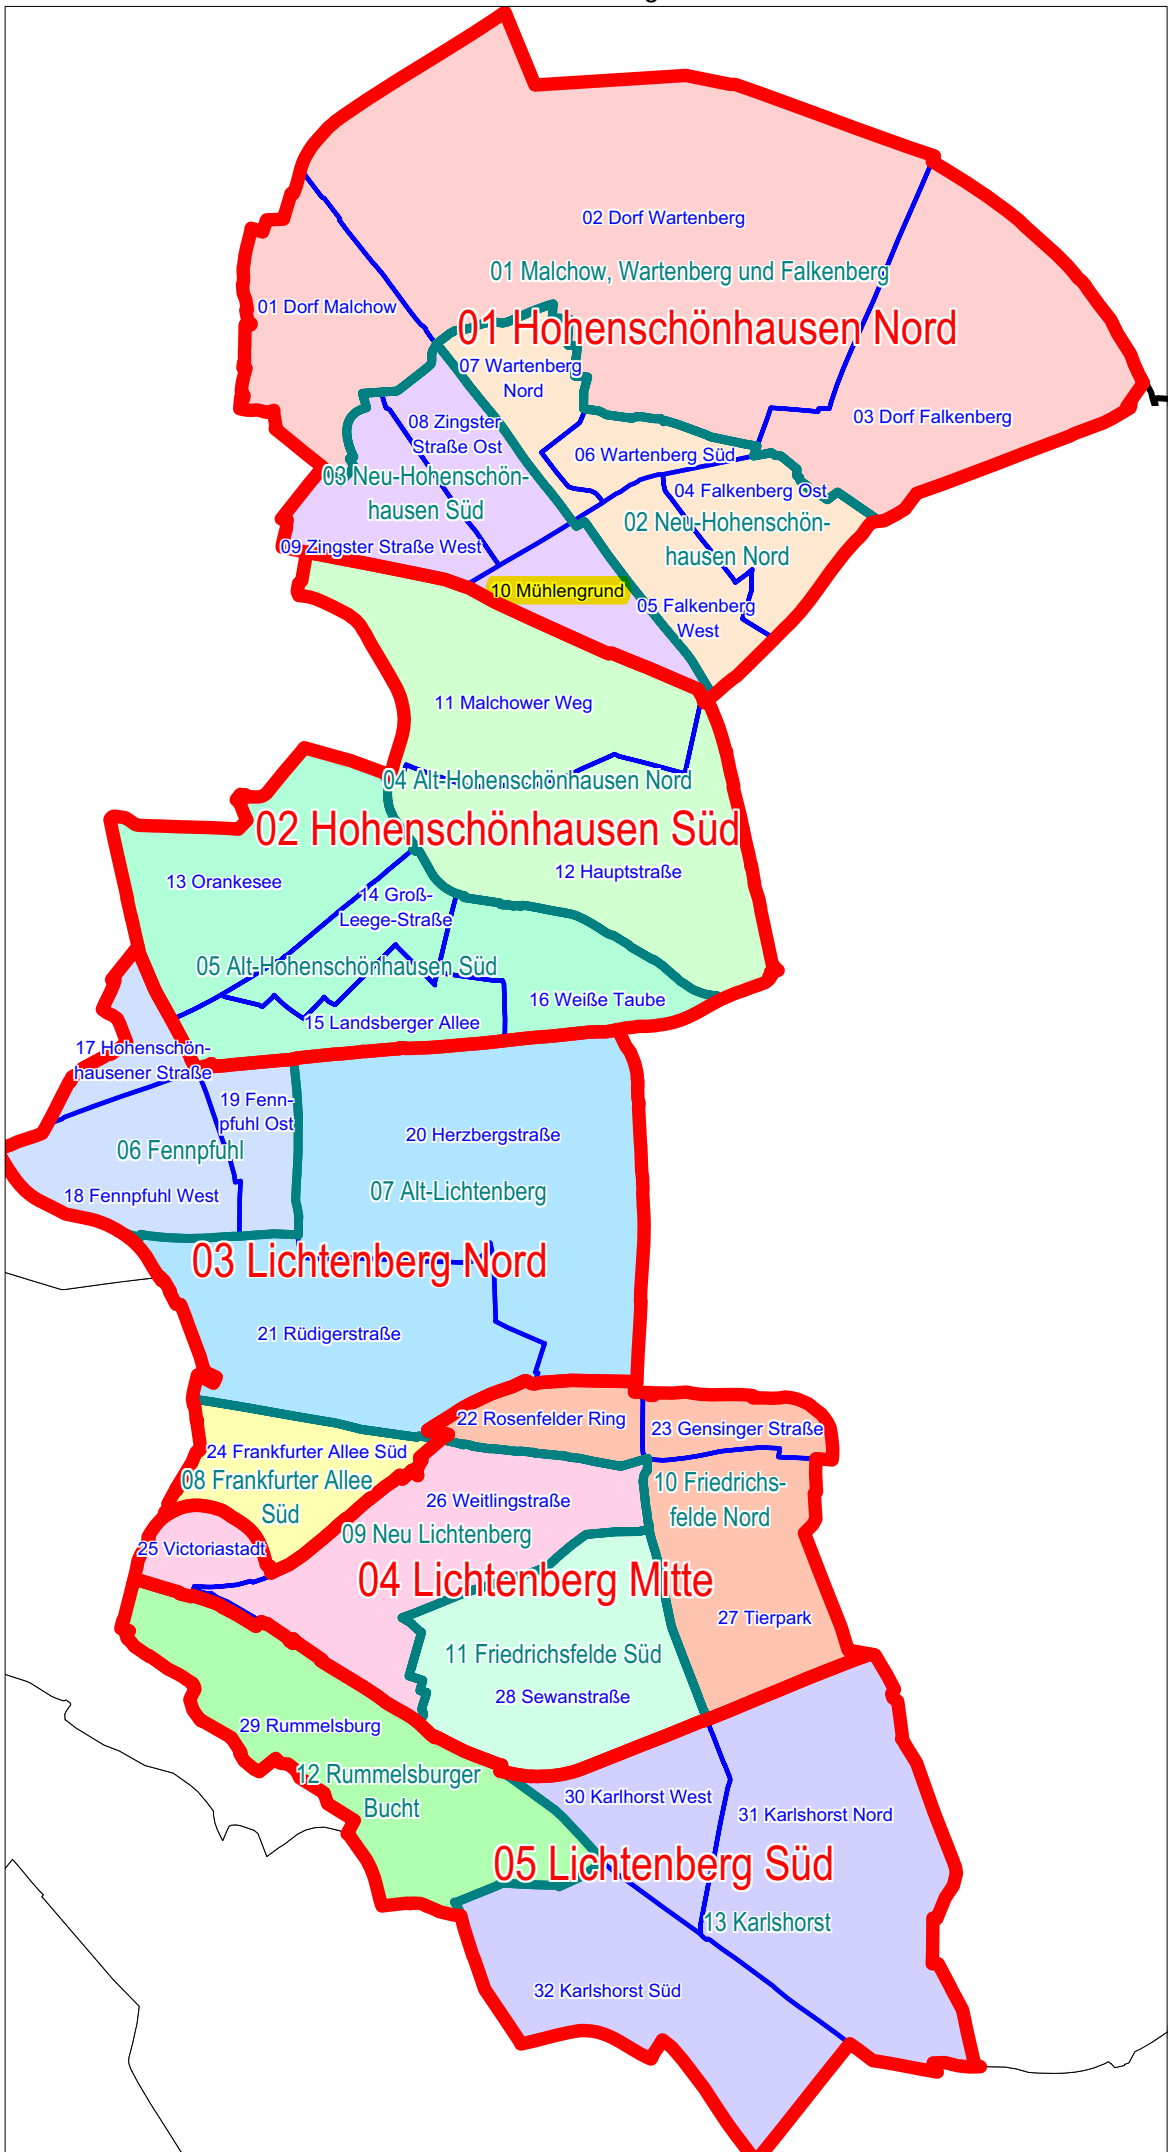 02 Dorf Wartenberg
01 Malchow, Wartenberg und Falkenberg
01 Dorf Malchow
01 Hohenschönhausen Nord
07 Wartenberg
Nord
03 Dorf Falkenberg
08 Zingster
Straße Ost
06 Wartenberg Süd
03 Neu-Hohenschön-
hausen Süd
04 Falkenberg Ost
02 Neu-Hohenschön-
hausen Nord
09 Zingster Straße West
10 Mühlengrund
05 Falkenberg
West
11 Malchower Weg
04 Alt-Hohenschönhausen Nord
02 Hohenschönhausen Süd
12 Hauptstraße
13 Orankesee
14 Groß-
Leege-Straße
05 Alt-Hohenschönhausen Süd
16 Weiße Taube
15 Landsberger Allee
17 Hohenschön-
hausener Straße
19 Fenn-
pfuhl Ost
20 Herzbergstraße
06 Fennpfuhl
18 Fennpfuhl West
07 Alt-Lichtenberg
03 Lichtenberg Nord
21 Rüdigerstraße
22 Rosenfelder Ring
23 Gensinger Straße
24 Frankfurter Allee Süd
08 Frankfurter Allee
Süd
10 Friedrichs-
felde Nord
26 Weitlingstraße
09 Neu Lichtenberg
25 Victoriastadt
04 Lichtenberg Mitte
27 Tierpark
11 Friedrichsfelde Süd
28 Sewanstraße
29 Rummelsburg
12 Rummelsburger
Bucht
30 Karlhorst West
31 Karlshorst Nord
05 Lichtenberg Süd
13 Karlshorst
32 Karlshorst Süd